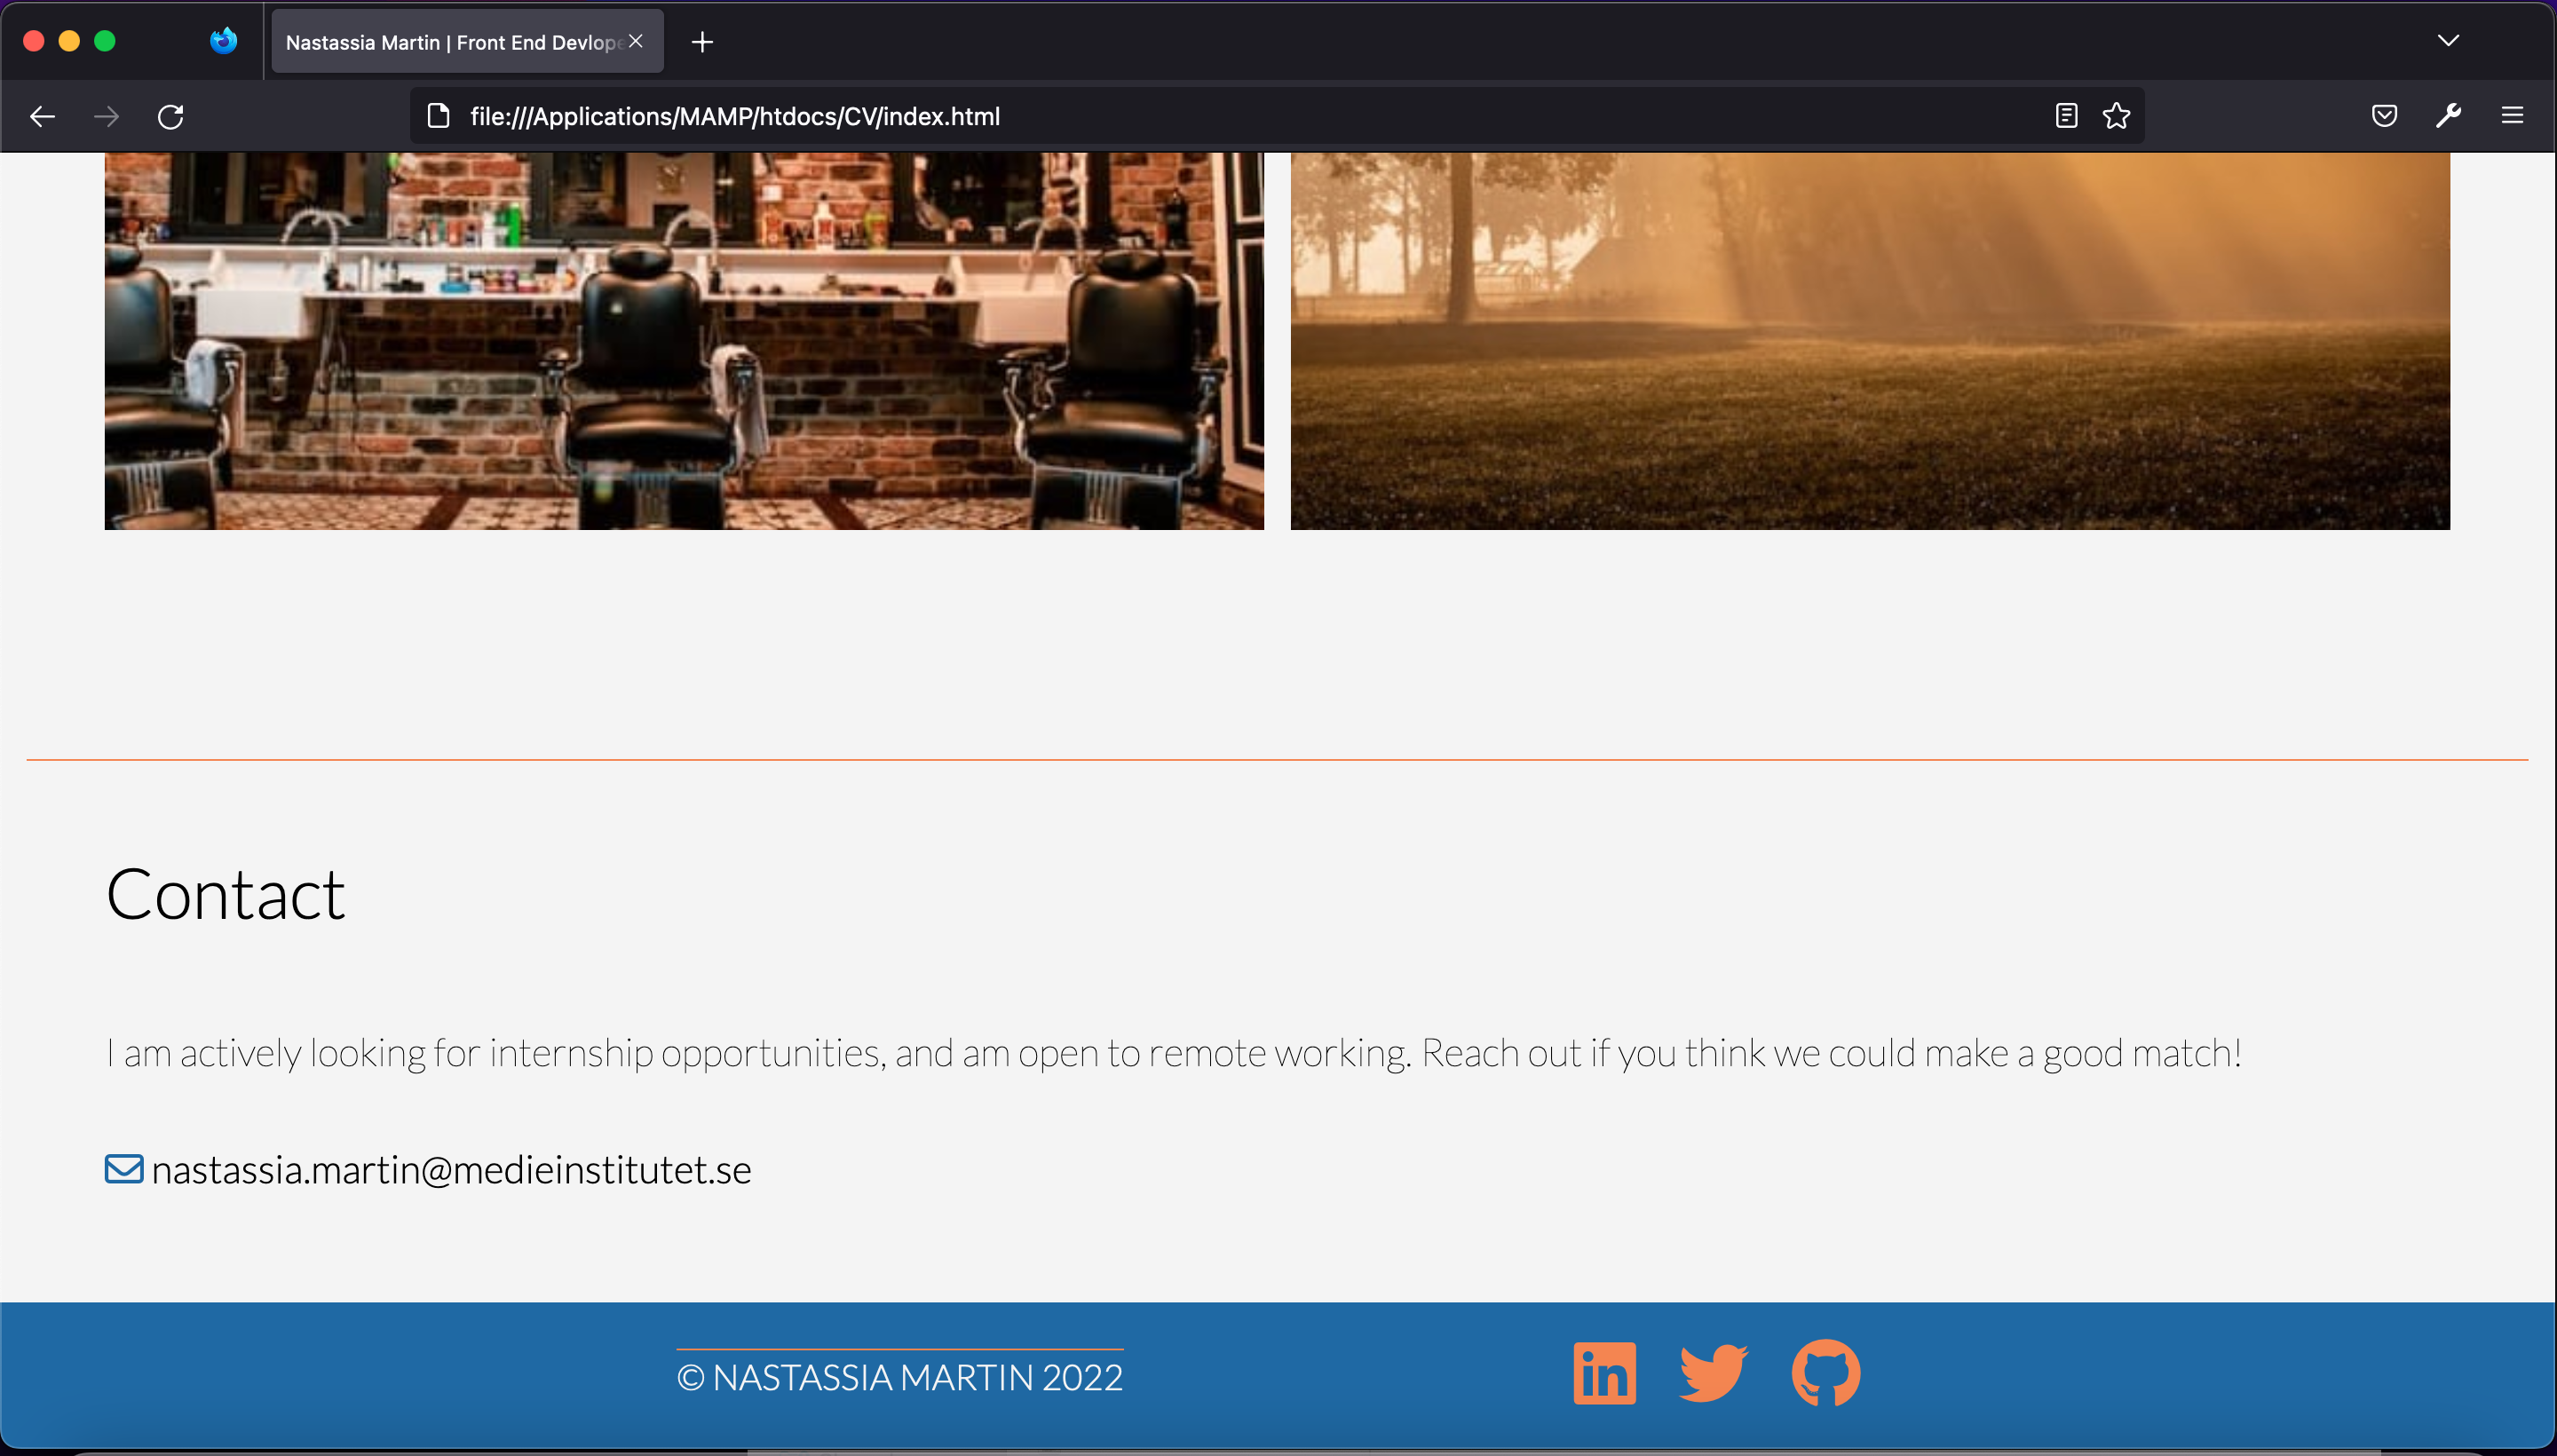 Nastassia Martin | Front End Devlope
file:///Applications/MAMP/htdocs/CV/index.html
Contact
I am actively looking for internship opportunities, and am open to remote working. Reach out if you think we could make a good match!
nastassia.martin@medieinstitutet.se
© NASTASSIA MARTIN 2022
in